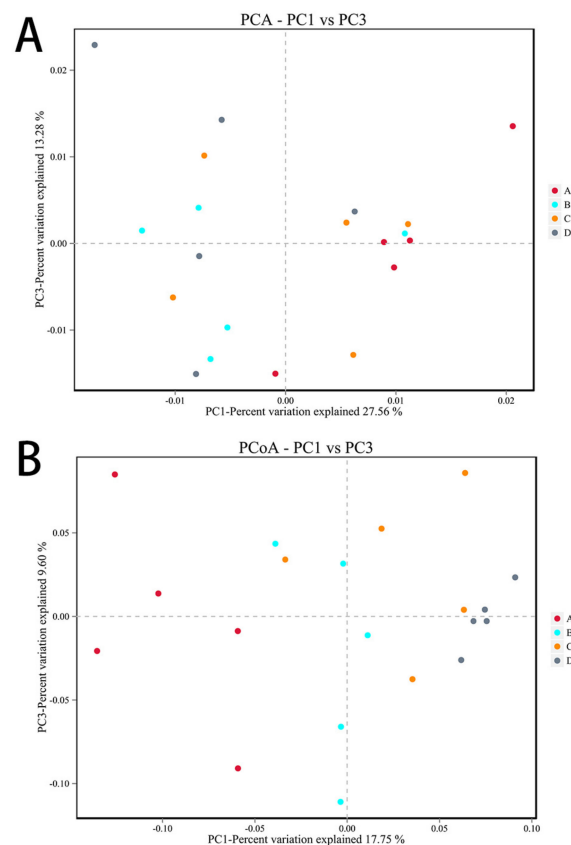 A
PCA - PC1 vs PC3
PC3-Percent variation explained 13.28 %
0.02
0.01
0.00
-0.01
-0.01
0.00
0.01
0.02
PC1-Percent variation explained 27.56 %
A
B
C
D
B
PCoA - PC1 vs PC3
PC3-Percent variation explained 9.60 %
0.05
0.00
-0.05
-0.10
-0.10
-0.05
0.00
0.05
0.10
PC1-Percent variation explained 17.75 %
A
B
C
D